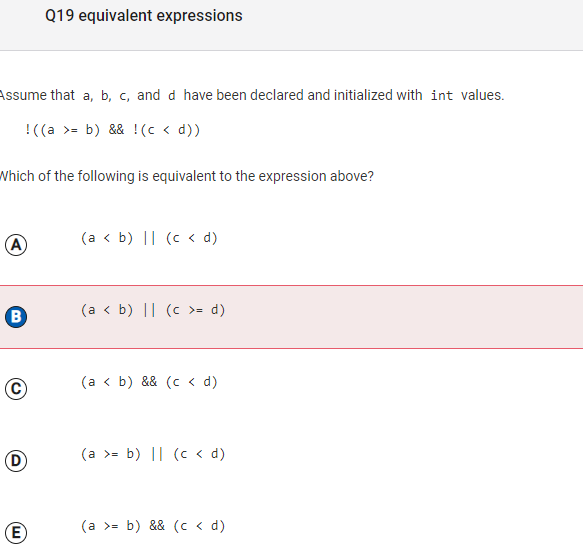 Q19 equivalent expressions
Assume that a, b, c, and d have been declared and initialized with int values.
!((a >= b) && !(c < d))
Which of the following is equivalent to the expression above?
A (a < b) || (c < d)
B (a < b) || (c >= d)
C (a < b) && (c < d)
D (a >= b) || (c < d)
E (a >= b) && (c < d)